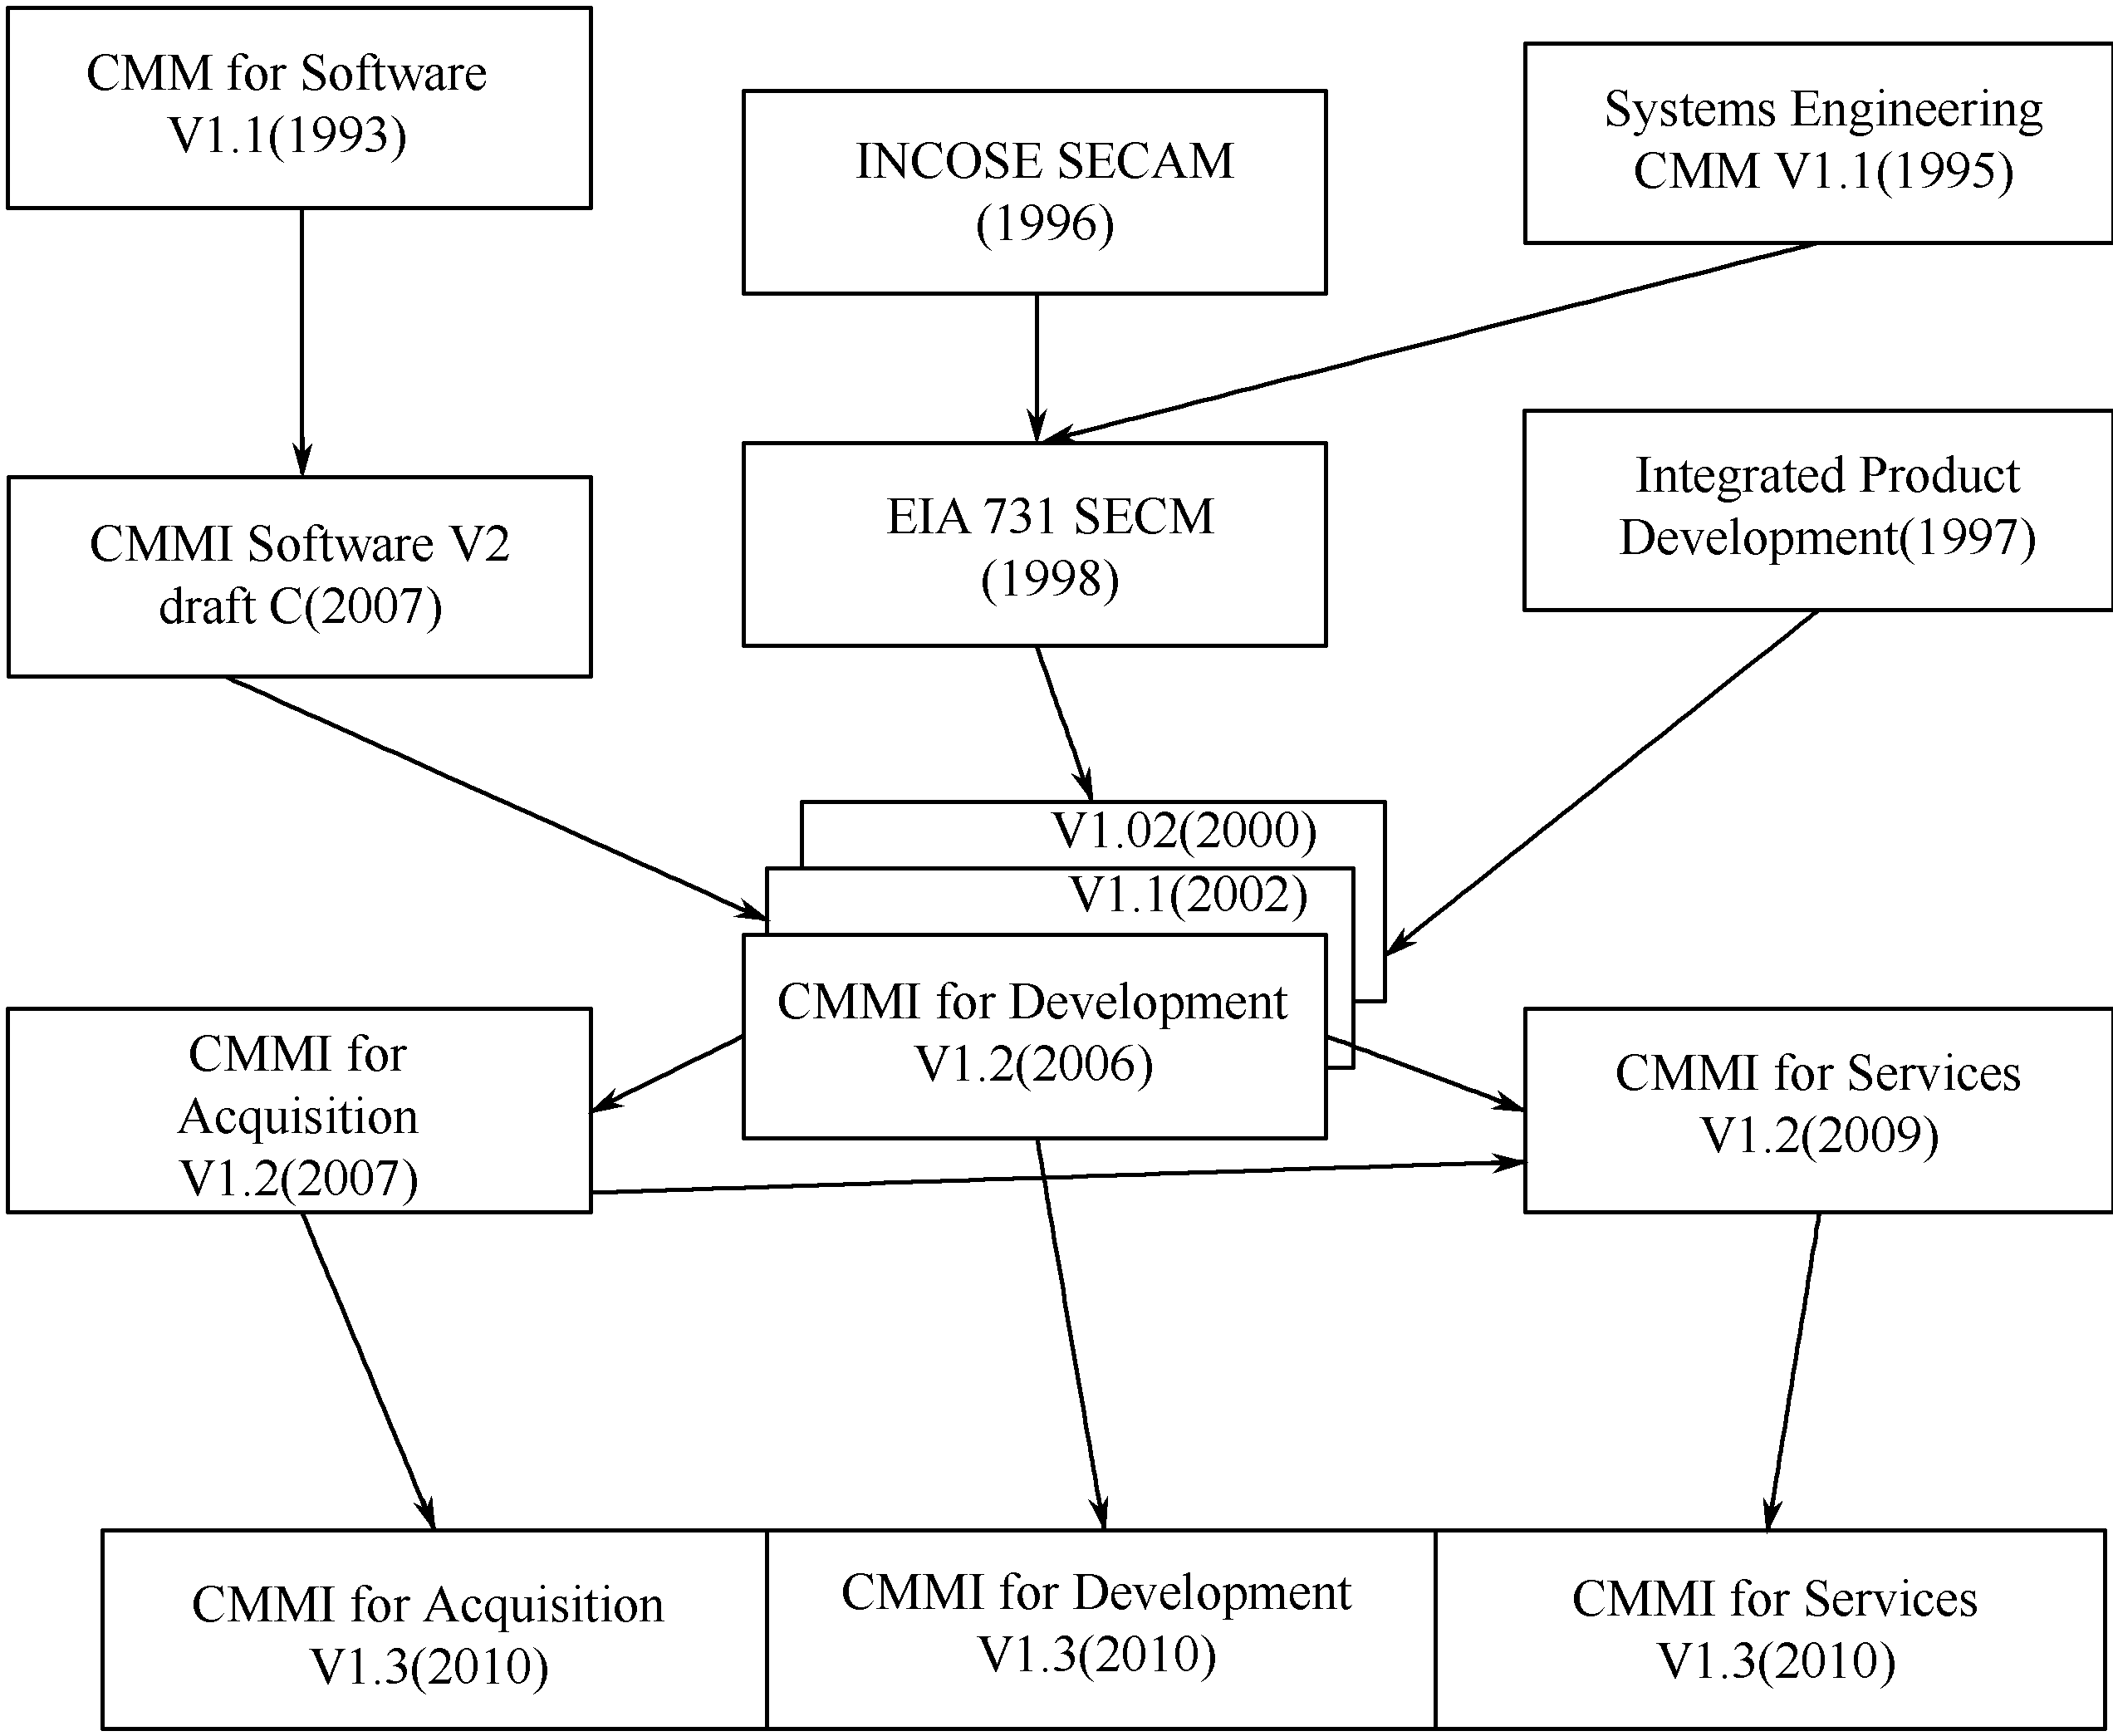 CMM for Software
V1.1(1993)
INCOSE SECAM
(1996)
Systems Engineering
CMM V1.1(1995)
CMMI Software V2
draft C(2007)
EIA 731 SECM
(1998)
Integrated Product
Development(1997)
V1.02(2000)
V1.1(2002)
CMMI for Development
V1.2(2006)
CMMI for
Acquisition
V1.2(2007)
CMMI for Services
V1.2(2009)
CMMI for Acquisition
V1.3(2010)
CMMI for Development
V1.3(2010)
CMMI for Services
V1.3(2010)